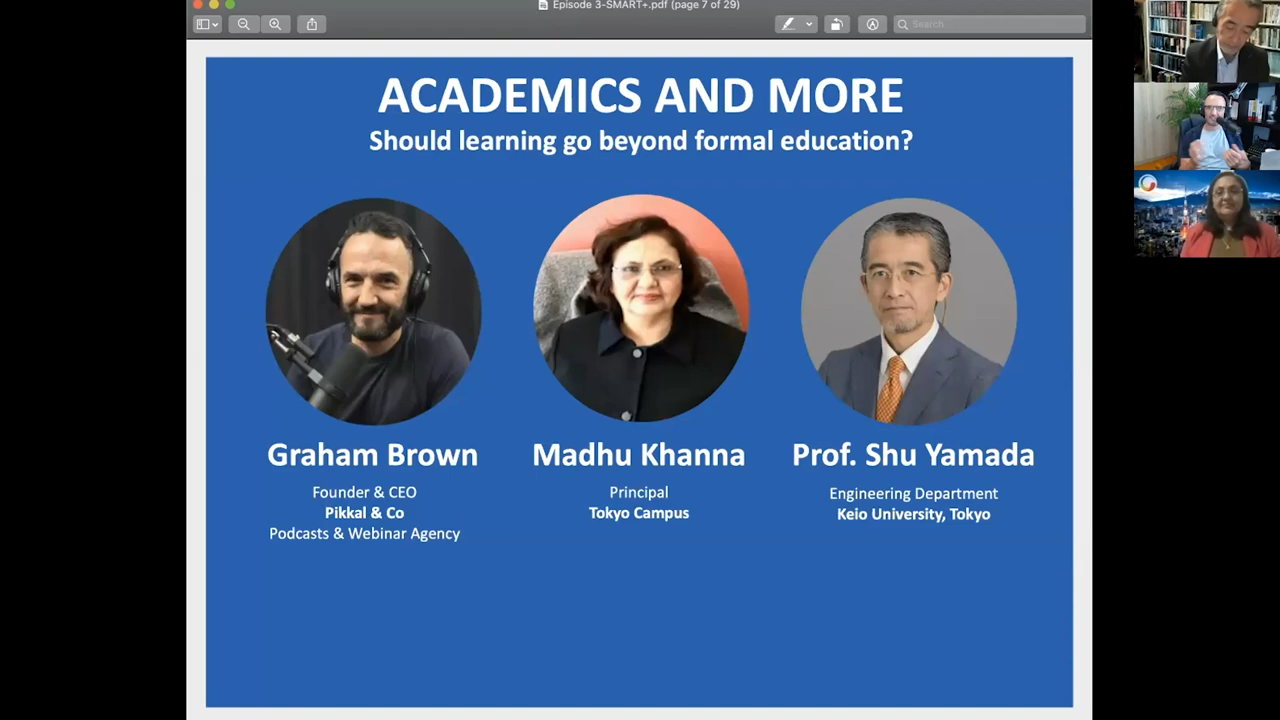 Episode 3-SMART+.pdf (page 7 of 29)
Search
ACADEMICS AND MORE
Should learning go beyond formal education?
Graham Brown
Founder & CEO
Pikkal & Co
Podcasts & Webinar Agency
Madhu Khanna
Principal
Tokyo Campus
Prof. Shu Yamada
Engineering Department
Keio University, Tokyo